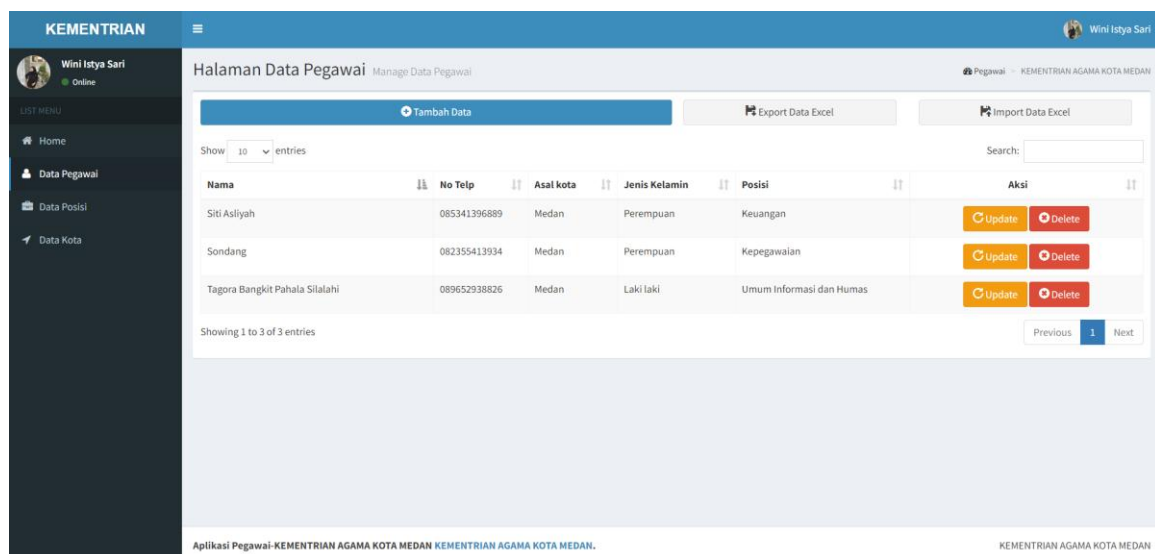 KEMENTRIAN
Wini Istya Sari
Wini Istya Sari
Online
LIST MENU
Home
Data Pegawai
Data Posisi
Data Kota
Halaman Data Pegawai Manage Data Pegawai
Pegawai > KEMENTRIAN AGAMA KOTA MEDAN
Tambah Data Export Data Excel Import Data Excel
Show 10 entries Search:
Nama No Telp Asal kota Jenis Kelamin Posisi Aksi
Siti Asliyah 085341396889 Medan Perempuan Keuangan Update Delete
Sondang 082355413934 Medan Perempuan Kepegawaian Update Delete
Tagora Bangkit Pahala Silalahi 089652938826 Medan Laki laki Umum Informasi dan Humas Update Delete
Showing 1 to 3 of 3 entries Previous 1 Next
Aplikasi Pegawai-KEMENTRIAN AGAMA KOTA MEDAN KEMENTRIAN AGAMA KOTA MEDAN. KEMENTRIAN AGAMA KOTA MEDAN